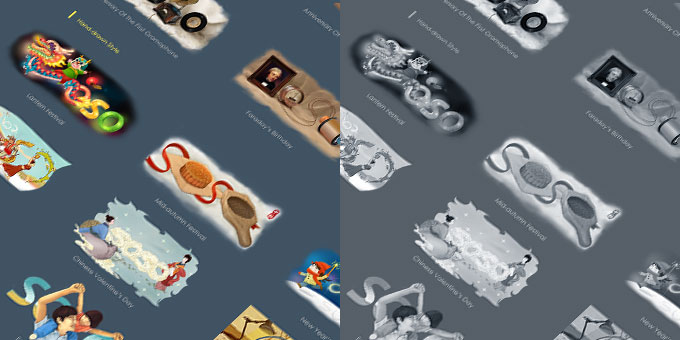 Weeks Of The First Gramophone
Anniversary Of
Hand-drawn Style
Lantern Festival
Faraday's Birthday
Mid-autumn Festival
Chinese Valentine's Day
New Year
Weeks Of The First Gramophone
Anniversary Of
Hand-drawn Style
Lantern Festival
Faraday's Birthday
Mid-autumn Festival
Chinese Valentine's Day
New Year